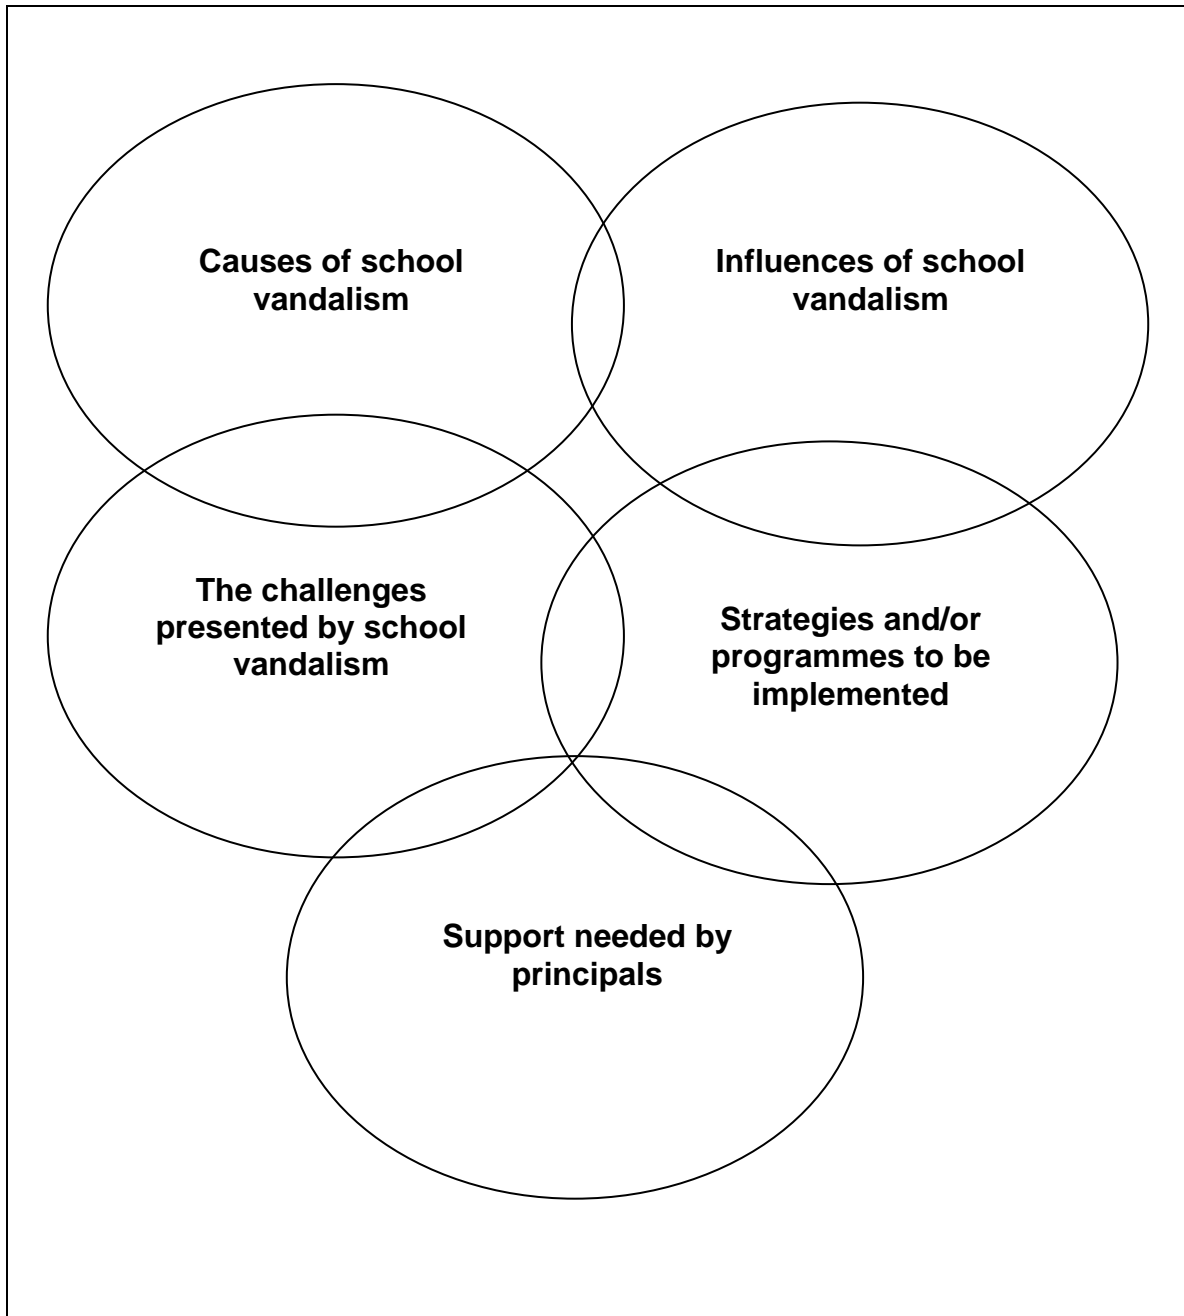 Causes of school
vandalism
Influences of school
vandalism
The challenges
presented by school
vandalism
Strategies and/or
programmes to be
implemented
Support needed by
principals